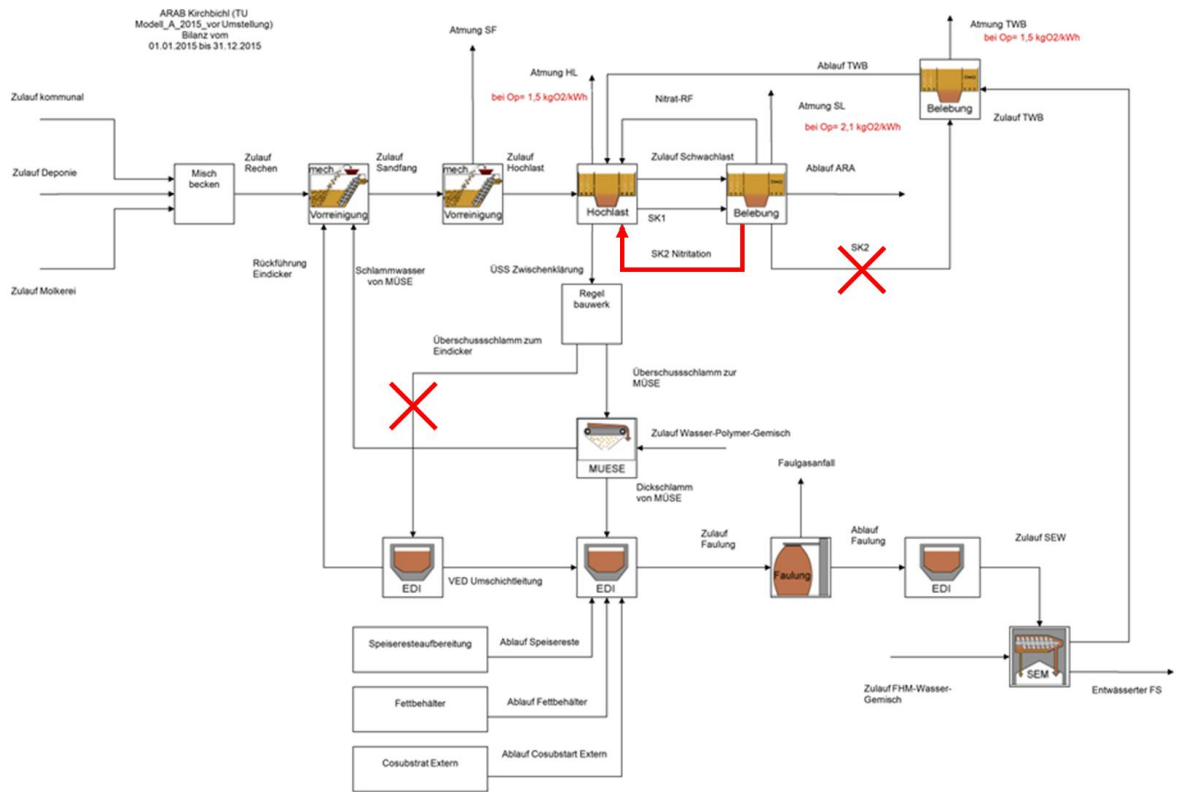 ARAB Kirchbichl (TU
Modell_A_2015_vor Umstellung)
Bilanz vom
01.01.2015 bis 31.12.2015
Atmung SF
Atmung TWB
bei Op= 1,5 kgO2/kWh
Ablauf TWB
Atmung HL
bei Op= 1,5 kgO2/kWh
Nitrat-RF
Atmung SL
bei Op= 2,1 kgO2/kWh
Belebung
Zulauf TWB
Zulauf kommunal
Zulauf Deponie
Zulauf Molkerei
Misch
becken
Zulauf
Rechen
mech
Vorreinigung
Zulauf
Sandfang
mech
Vorreinigung
Zulauf
Hochlast
Hochlast
Zulauf Schwachlast
SK1
Belebung
Ablauf ARA
SK2 Nitritation
SK2
Rückführung
Eindicker
Schlammwasser
von MÜSE
ÜSS Zwischenklärung
Regel
bauwerk
Überschussschlamm zum
Eindicker
Überschussschlamm zur
MÜSE
Zulauf Wasser-Polymer-Gemisch
MUESE
Dickschlamm
von MÜSE
Faulgasanfall
Zulauf
Faulung
Ablauf
Faulung
Zulauf SEW
EDI
VED Umschichtleitung
EDI
Faulung
EDI
Speiseresteaufbereitung
Ablauf Speisereste
Fettbehälter
Ablauf Fettbehälter
Cosubstrat Extern
Ablauf Cosubstart Extern
SEM
Zulauf FHM-Wasser-
Gemisch
Entwässerter FS